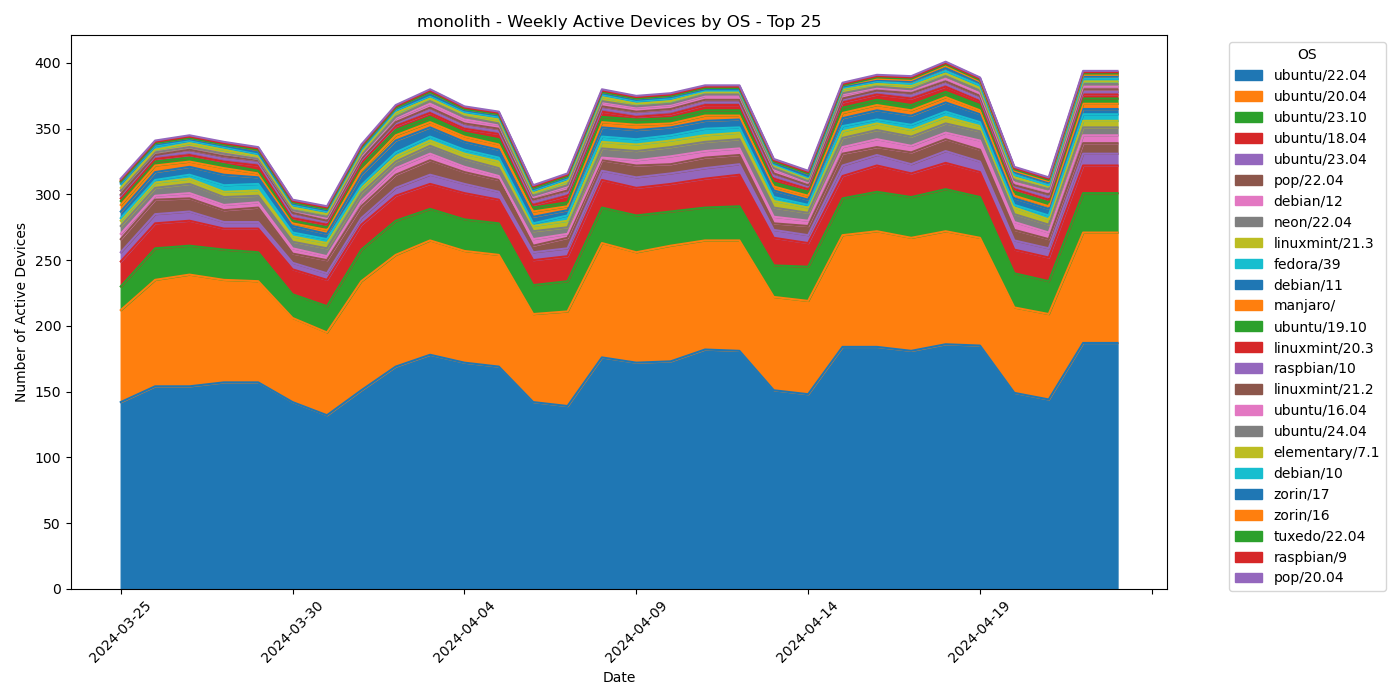 monolith - Weekly Active Devices by OS - Top 25
Number of Active Devices
400
350
300
250
200
150
100
50
0
2024-03-25
2024-03-30
2024-04-04
2024-04-09
2024-04-14
2024-04-19
Date
OS
ubuntu/22.04
ubuntu/20.04
ubuntu/23.10
ubuntu/18.04
ubuntu/23.04
pop/22.04
debian/12
neon/22.04
linuxmint/21.3
fedora/39
debian/11
manjaro/
ubuntu/19.10
linuxmint/20.3
raspbian/10
linuxmint/21.2
ubuntu/16.04
ubuntu/24.04
elementary/7.1
debian/10
zorin/17
zorin/16
tuxedo/22.04
raspbian/9
pop/20.04